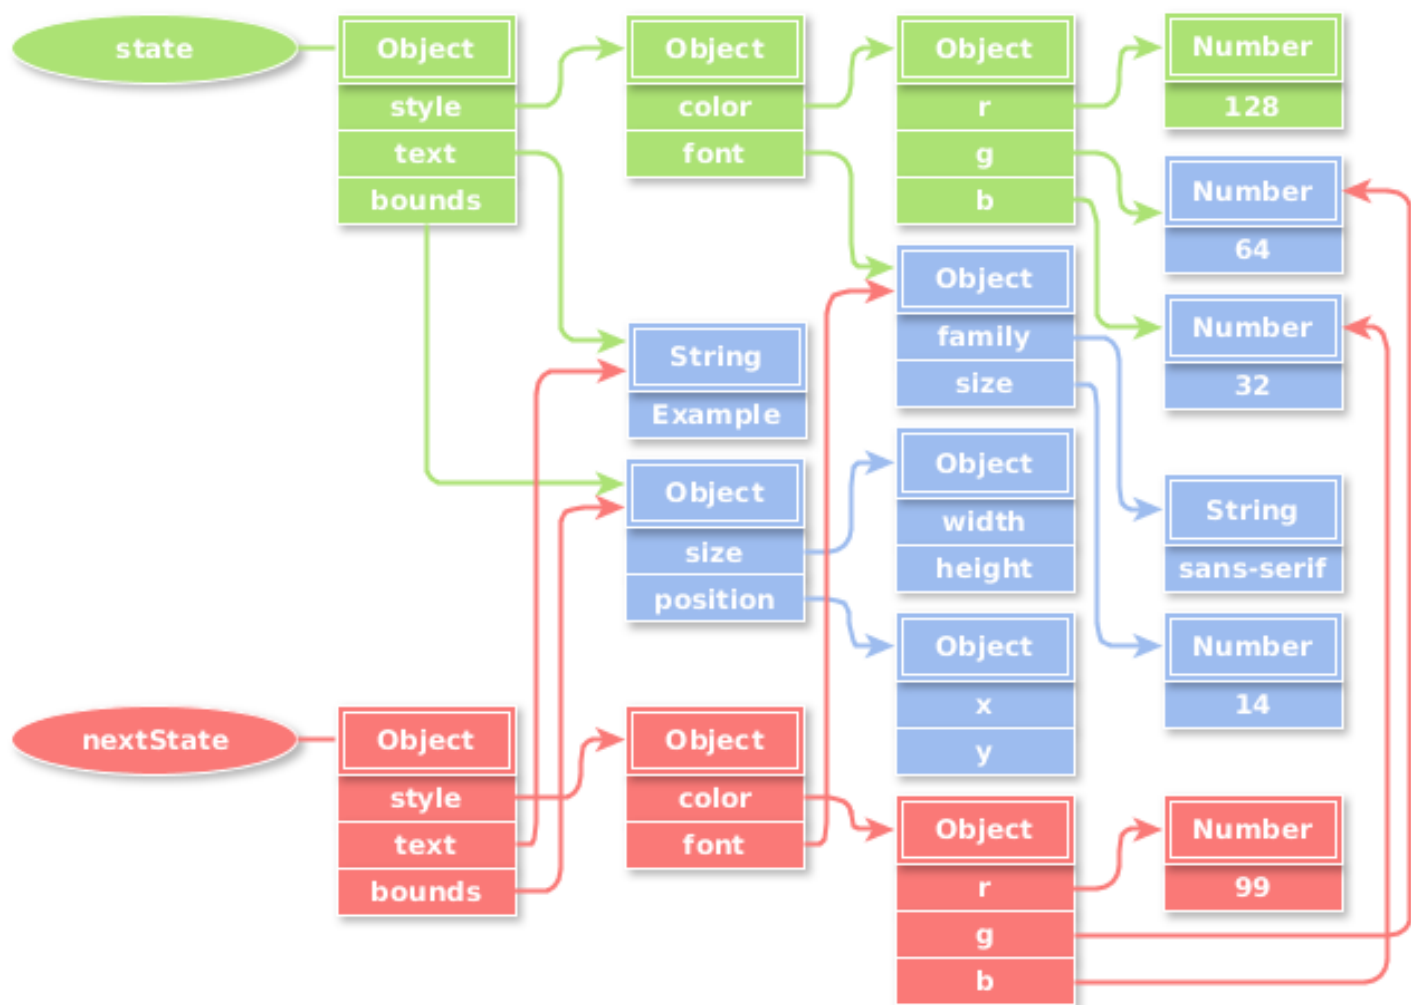 state
Object
style
text
bounds
Object
color
font
Object
r
g
b
Number
128
Number
64
Number
32
Object
family
size
String
Example
Object
size
position
Object
width
height
String
sans-serif
Object
x
y
Number
14
nextState
Object
style
text
bounds
Object
color
font
Object
r
g
b
Number
99